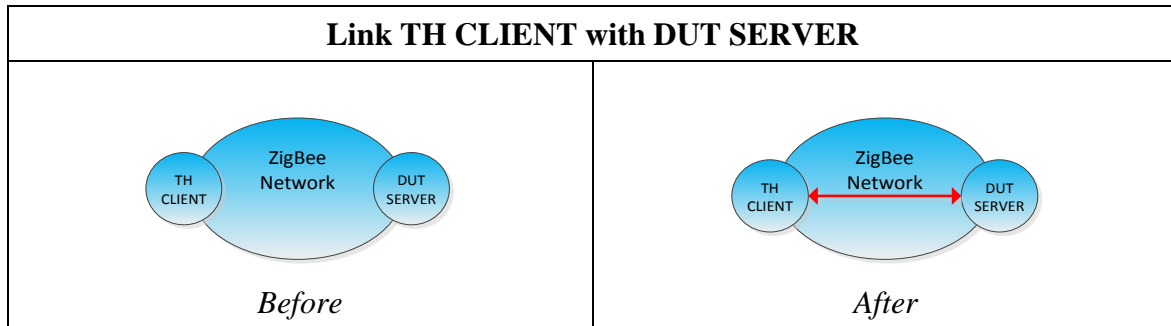 Link TH CLIENT with DUT SERVER
ZigBee
Network
TH
CLIENT
DUT
SERVER
Before
ZigBee
Network
TH
CLIENT
DUT
SERVER
After